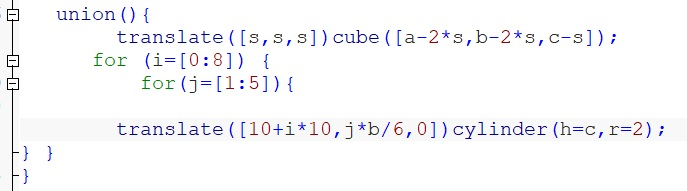 union(){
translate([s,s,s])cube([a-2*s,b-2*s,c-s]);
for (i=[0:8]) {
for(j=[1:5]){
translate([10+i*10,j*b/6,0])cylinder(h=c,r=2);
} }
}